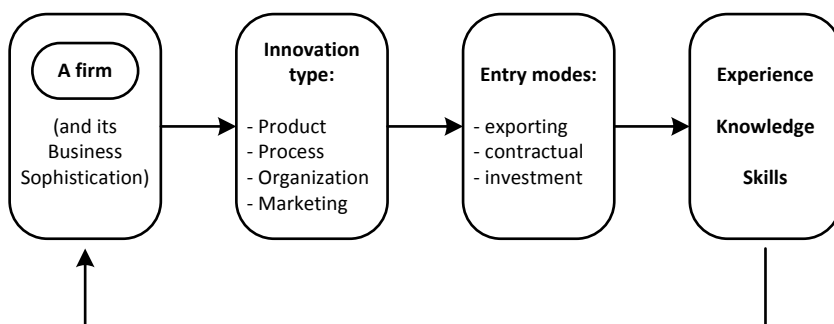 A firm
(and its
Business
Sophistication)
Innovation
type:
- Product
- Process
- Organization
- Marketing
Entry modes:
- exporting
- contractual
- investment
Experience
Knowledge
Skills